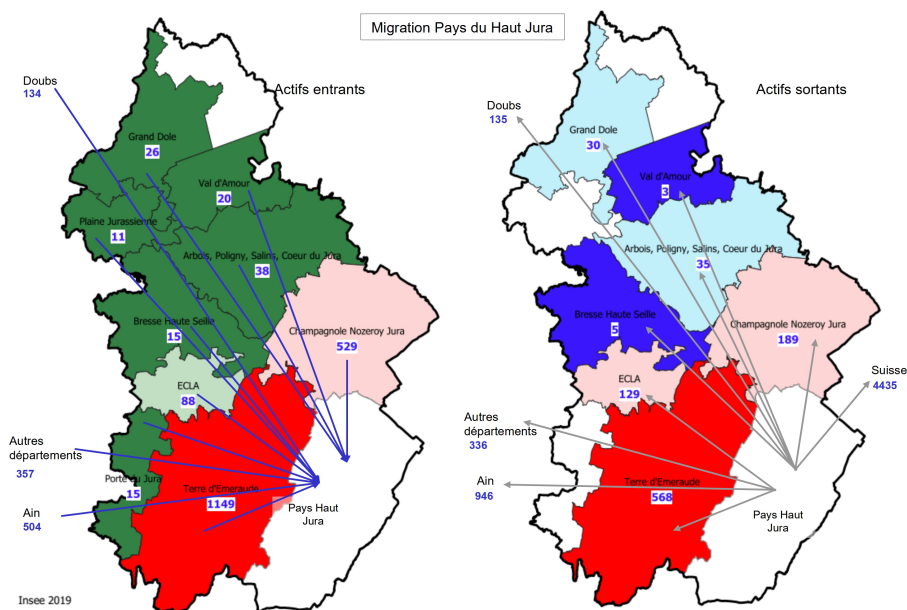 Migration Pays du Haut Jura
Actifs entrants
Doubs
134
Grand Dole
26
Val d'Amour
20
Plaine Jurassienne
11
Arbois, Poligny, Salins, Coeur du Jura
38
Bresse Haute Seille
15
Champagnole Nozeroy Jura
529
ECLA
88
Autres
départements
357
Porte du Jura
15
Terre d'Emeraude
1149
Ain
504
Pays Haut
Jura
Insee 2019
Actifs sortants
Doubs
135
Grand Dole
30
Val d'Amour
3
Arbois, Poligny, Salins, Coeur du Jura
35
Bresse Haute Seille
5
Champagnole Nozeroy Jura
189
Suisse
4435
ECLA
129
Autres
départements
336
Terre d'Emeraude
568
Ain
946
Pays Haut
Jura